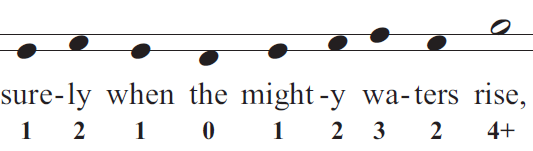 sure-ly when the might-y wa-ters rise,
1 2 1 0 1 2 3 2 4+